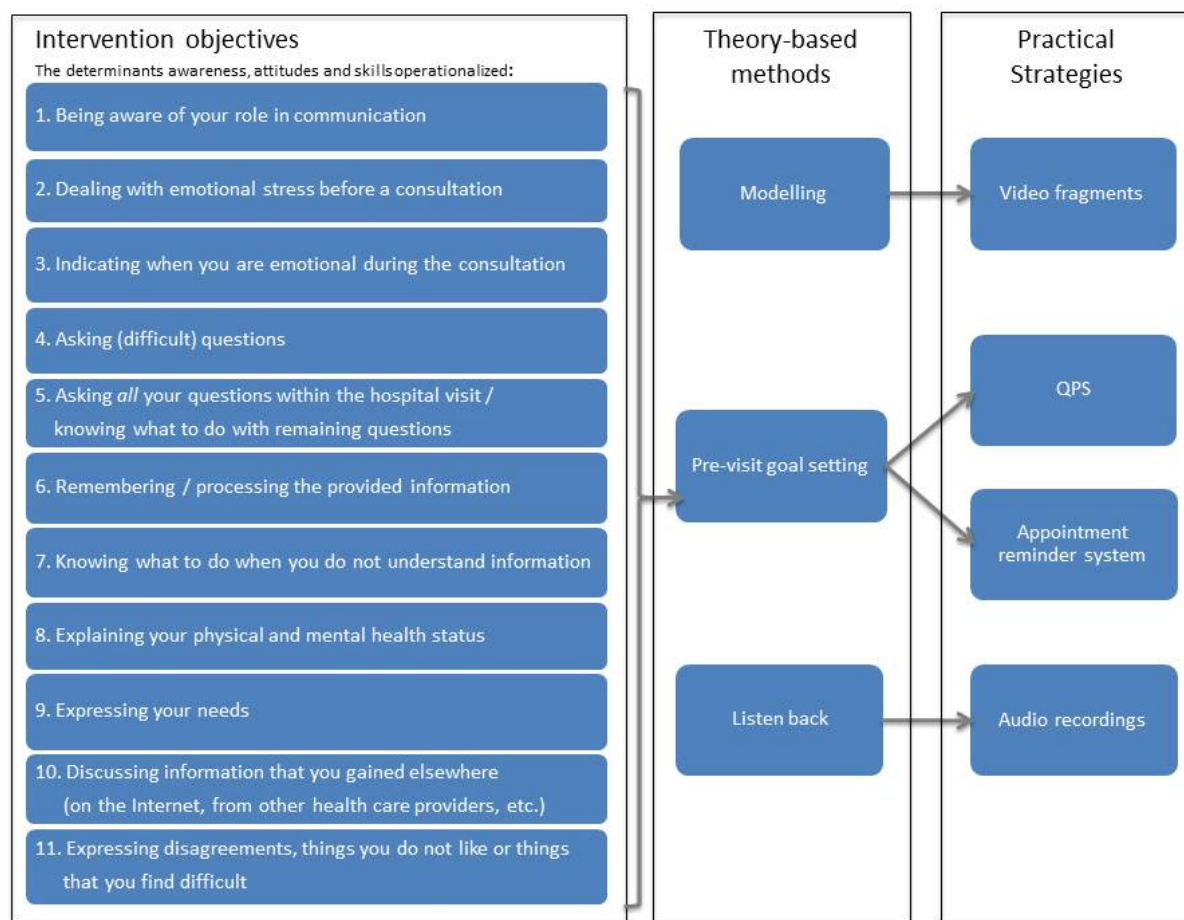 Intervention objectives
The determinants awareness, attitudes and skills operationalized:
1. Being aware of your role in communication
2. Dealing with emotional stress before a consultation
3. Indicating when you are emotional during the consultation
4. Asking (difficult) questions
5. Asking all your questions within the hospital visit /
knowing what to do with remaining questions
6. Remembering / processing the provided information
7. Knowing what to do when you do not understand information
8. Explaining your physical and mental health status
9. Expressing your needs
10. Discussing information that you gained elsewhere
(on the Internet, from other health care providers, etc.)
11. Expressing disagreements, things you do not like or things
that you find difficult
Theory-based
methods
Modelling
Pre-visit goal setting
Listen back
Practical
Strategies
Video fragments
QPS
Appointment
reminder system
Audio recordings